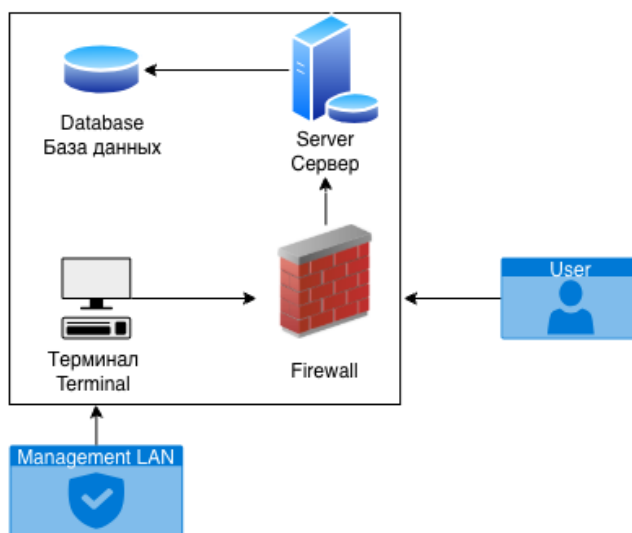 Database
База данных
Server
Сервер
User
Терминал
Terminal
Firewall
Management LAN